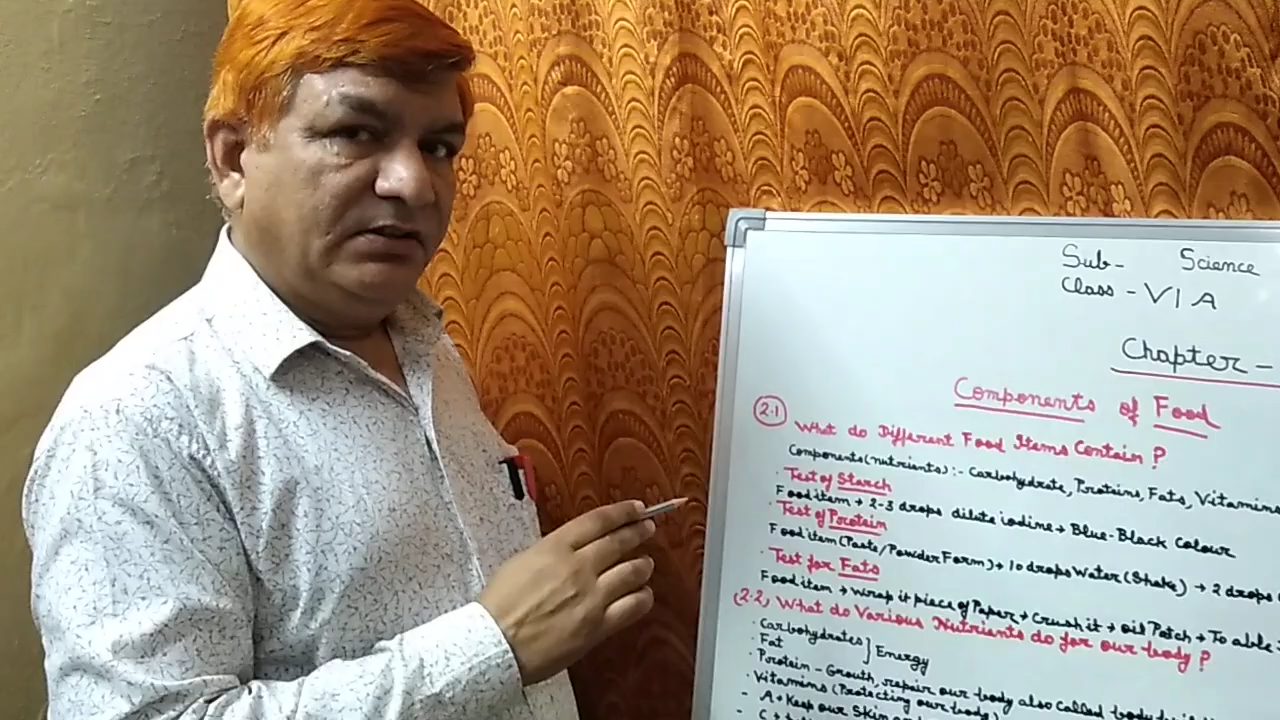 Sub- Science
Class - VI A
Chapter -
Components of Food
2.1 What do Different Food Items Contain?
Components (nutrients) :- Carbohydrate, Proteins, Fats, Vitamins
· Test of Starch
Food item + 2-3 drops dilute iodine → Blue-Black Colour
· Test of Protein
Food item (Paste/Powder Form) + 10 drops Water (Shake) → 2 drops
· Test for Fats
Food item → wrap it piece of Paper + Crush it → oil Patch →
(2.2) What do Various Nutrients do for our body?
· Carbohydrates } Energy
· Fat
· Protein - Growth, repair our body also called body
· Vitamins (Protecting our body)
- A → Keep our Skin
- C →